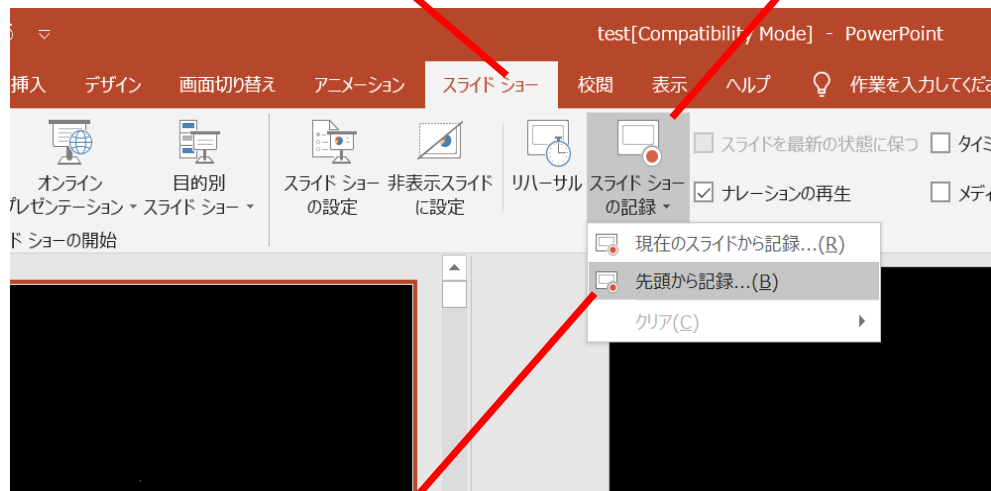 test[Compatibility Mode] - PowerPoint
挿入 デザイン 画面切り替え アニメーション スライド ショー 校閲 表示 ヘルプ 作業を入力してくださ
オンライン
プレゼンテーション
目的別
スライド ショー
スライド ショー
の設定
非表示スライド
に設定
リハーサル
スライド ショー
の記録
スライドを最新の状態に保つ
ナレーションの再生
タイミ
メディ
ド ショーの開始
現在のスライドから記録...(R)
先頭から記録...(B)
クリア(C)